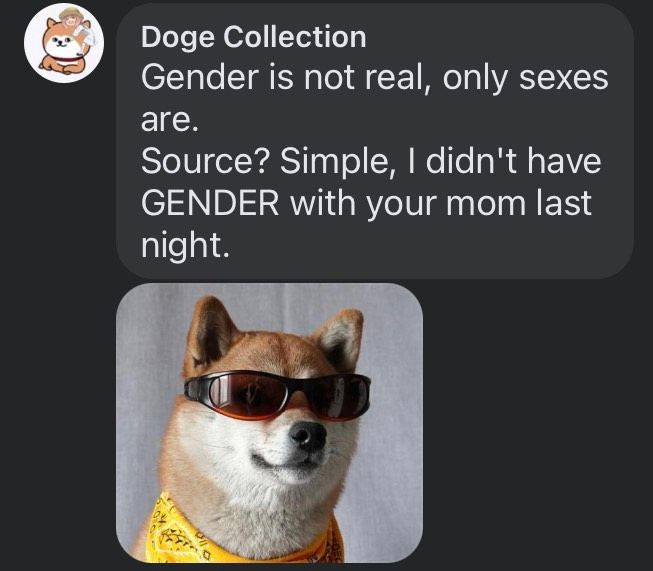 Doge Collection
Gender is not real, only sexes
are.
Source? Simple, I didn't have
GENDER with your mom last
night.